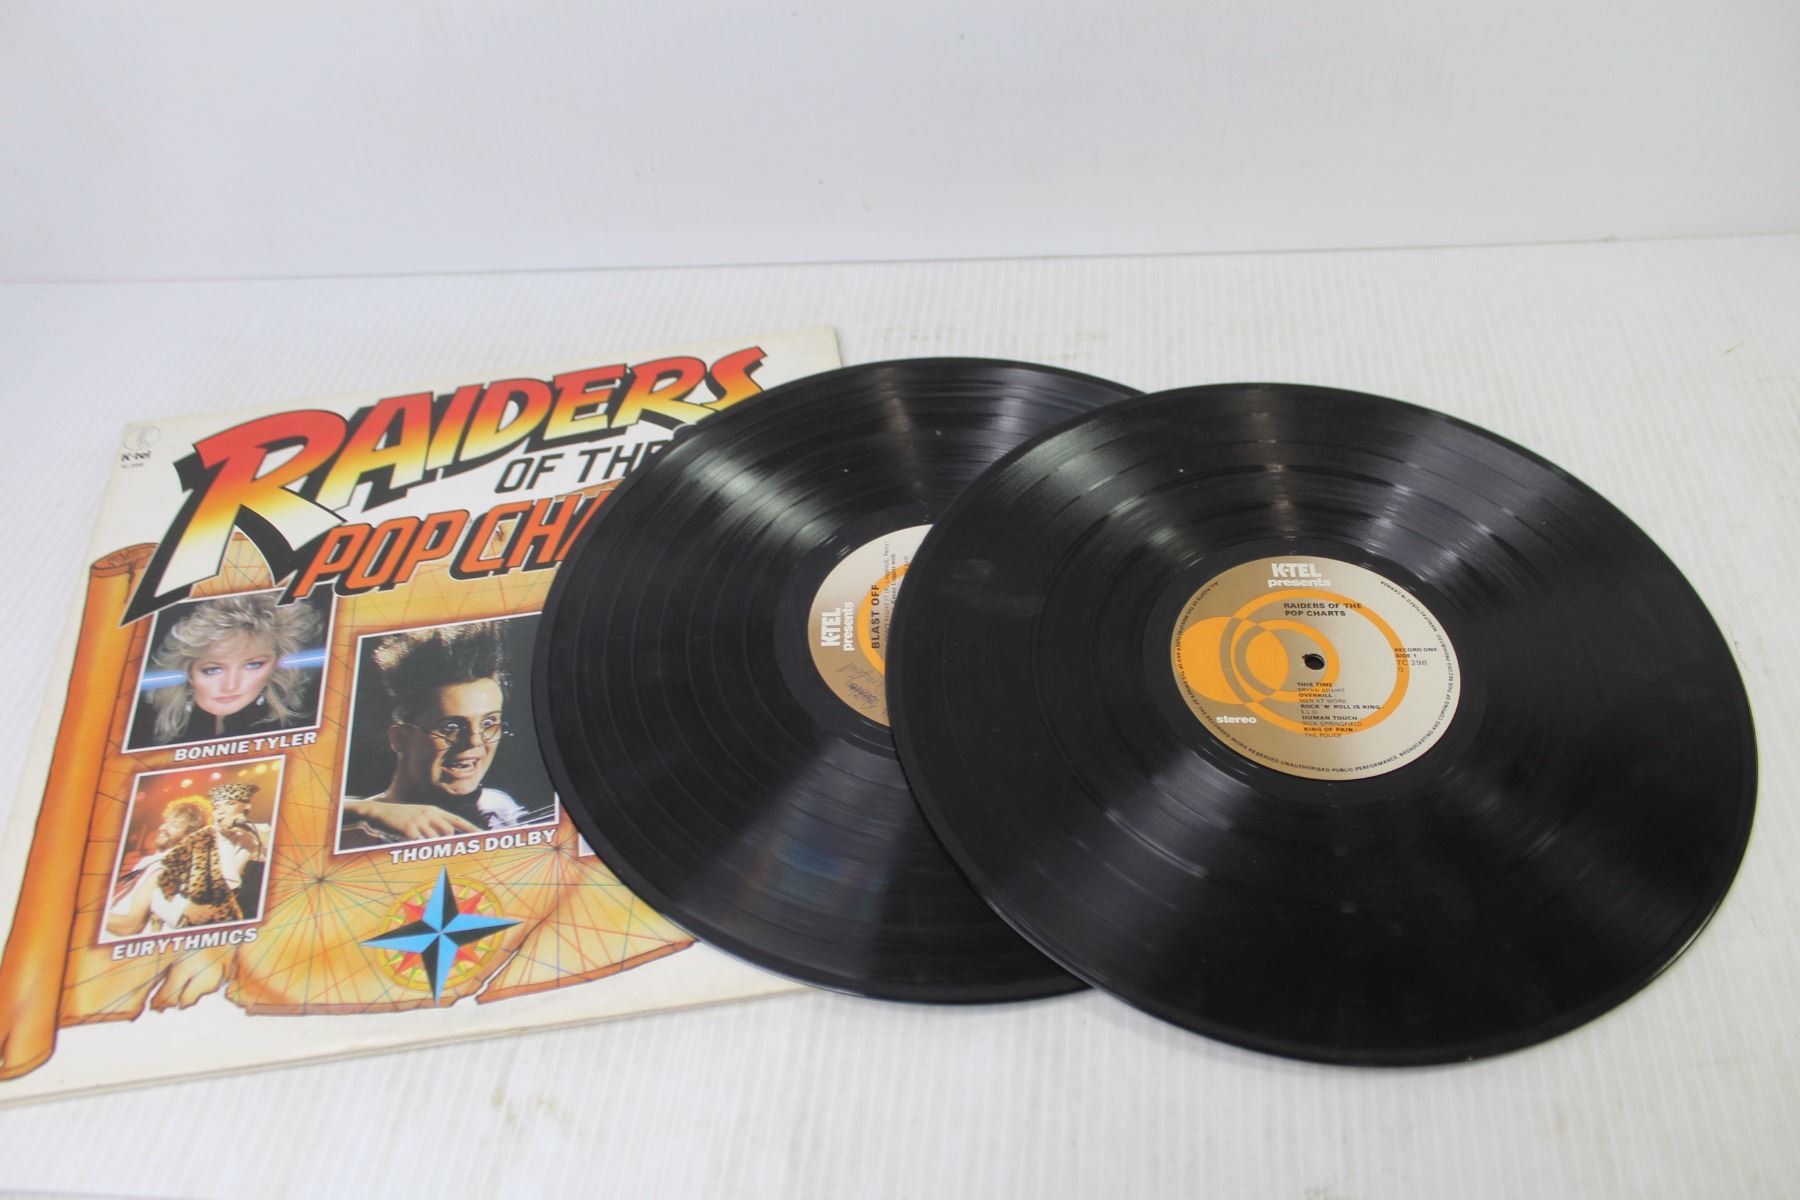 K-tel
RAIDERS
OF THE
POP CHA
BONNIE TYLER
THOMAS DOLBY
EURYTHMICS
K-TEL
presents
BLAST OFF
K-TEL
presents
RAIDERS OF THE
POP CHARTS
RECORD ONE
SIDE 1
TC 298
THIS TIME
BRYAN ADAMS
OVERKILL
MEN AT WORK
ROCK 'N' ROLL IS KING
E.L.O.
HUMAN TOUCH
RICK SPRINGFIELD
KING OF PAIN
THE POLICE
stereo